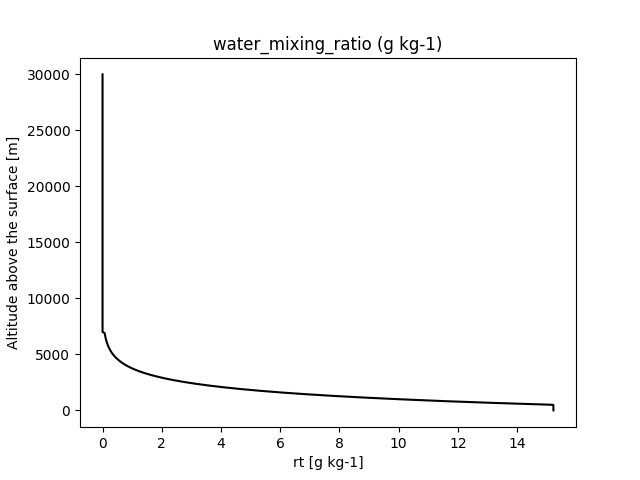 water_mixing_ratio (g kg-1)
30000
25000
20000
15000
10000
5000
0
Altitude above the surface [m]
0 2 4 6 8 10 12 14
rt [g kg-1]